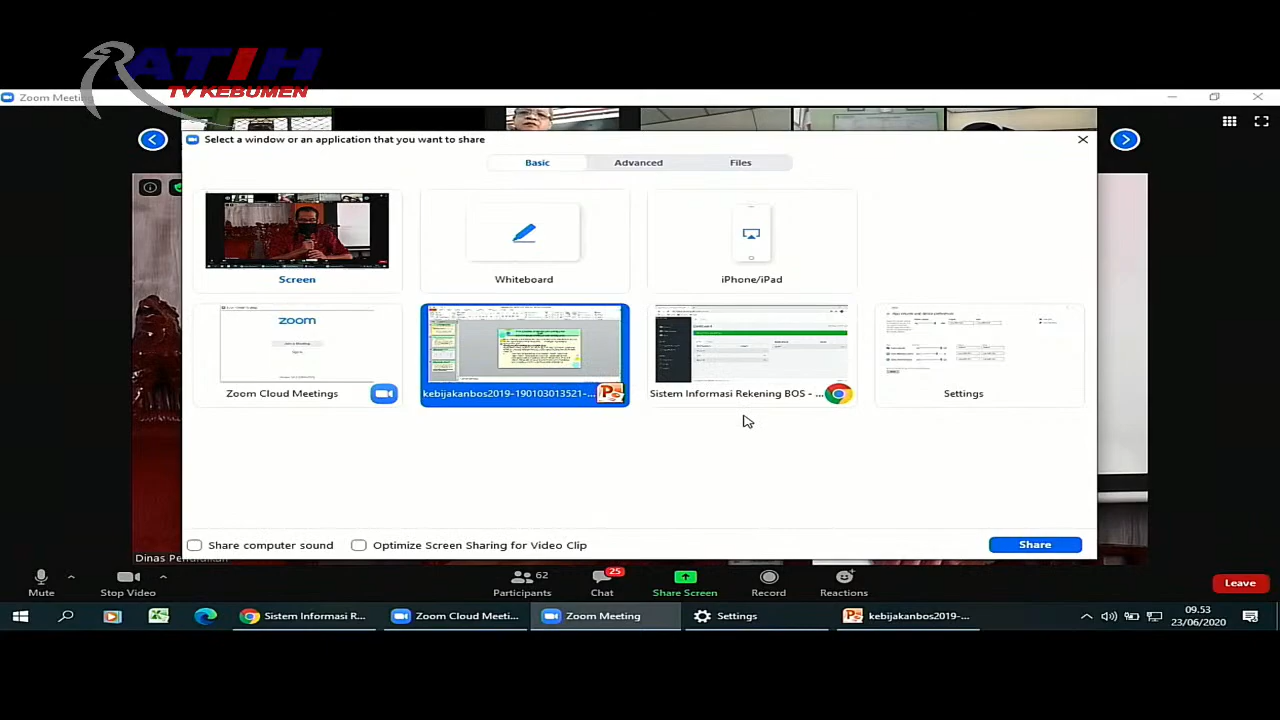 RATIH
TV KEBUMEN
Zoom Meeting
Select a window or an application that you want to share
Basic
Advanced
Files
Screen
Whiteboard
iPhone/iPad
zoom
Zoom Cloud Meetings
kebijakanbos2019-190103013521-...
Sistem Informasi Rekening BOS - ...
Settings
Share computer sound
Optimize Screen Sharing for Video Clip
Share
Dinas Pendidikan
Mute
Stop Video
62
Participants
25
Chat
Share Screen
Record
Reactions
Leave
Sistem Informasi R...
Zoom Cloud Meeti...
Zoom Meeting
Settings
kebijakanbos2019-...
09.53
23/06/2020